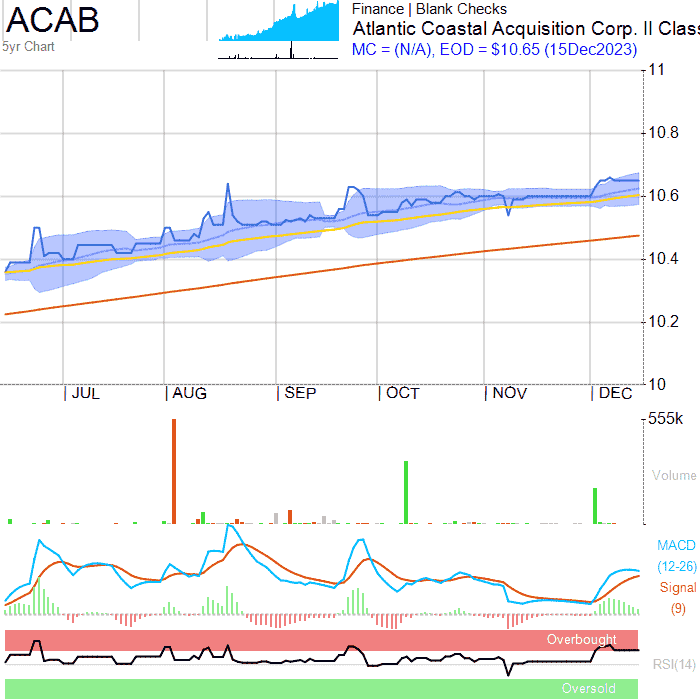 ACAB
5yr Chart
Finance | Blank Checks
Atlantic Coastal Acquisition Corp. II Clas
MC = (N/A), EOD = $10.65 (15Dec2023)
11
10.8
10.6
10.4
10.2
10
JUL AUG SEP OCT NOV DEC
555k
Volume
MACD
(12-26)
Signal
(9)
Overbought
RSI(14)
Oversold